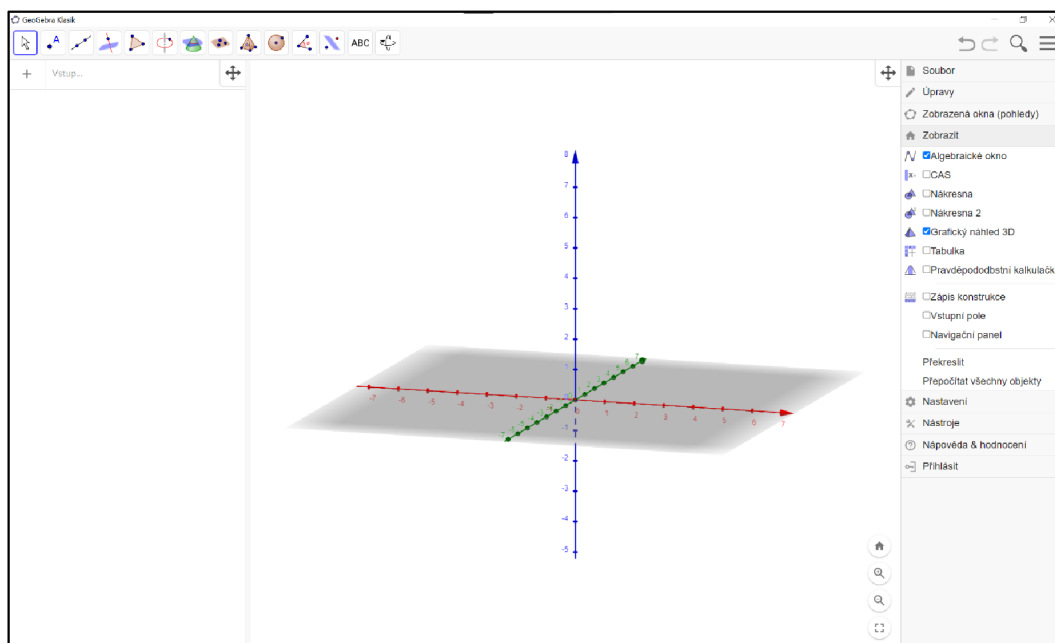 GeoGebra Klasik
A
ABC
Vstup...
Soubor
Úpravy
Zobrazená okna (pohledy)
Zobrazit
Algebraické okno
CAS
Nákresna
Nákresna 2
Grafický náhled 3D
Tabulka
Pravděpododbstní kalkulačk
Zápis konstrukce
Vstupní pole
Navigační panel
Překreslit
Přepočítat všechny objekty
Nastavení
Nástroje
Nápověda & hodnocení
Přihlásit
8
7
6
5
4
3
2
1
0
-1
-2
-3
-4
-5
-7 -6 -5 -4 -3 -2 0 1 2 3 4 5 6 7